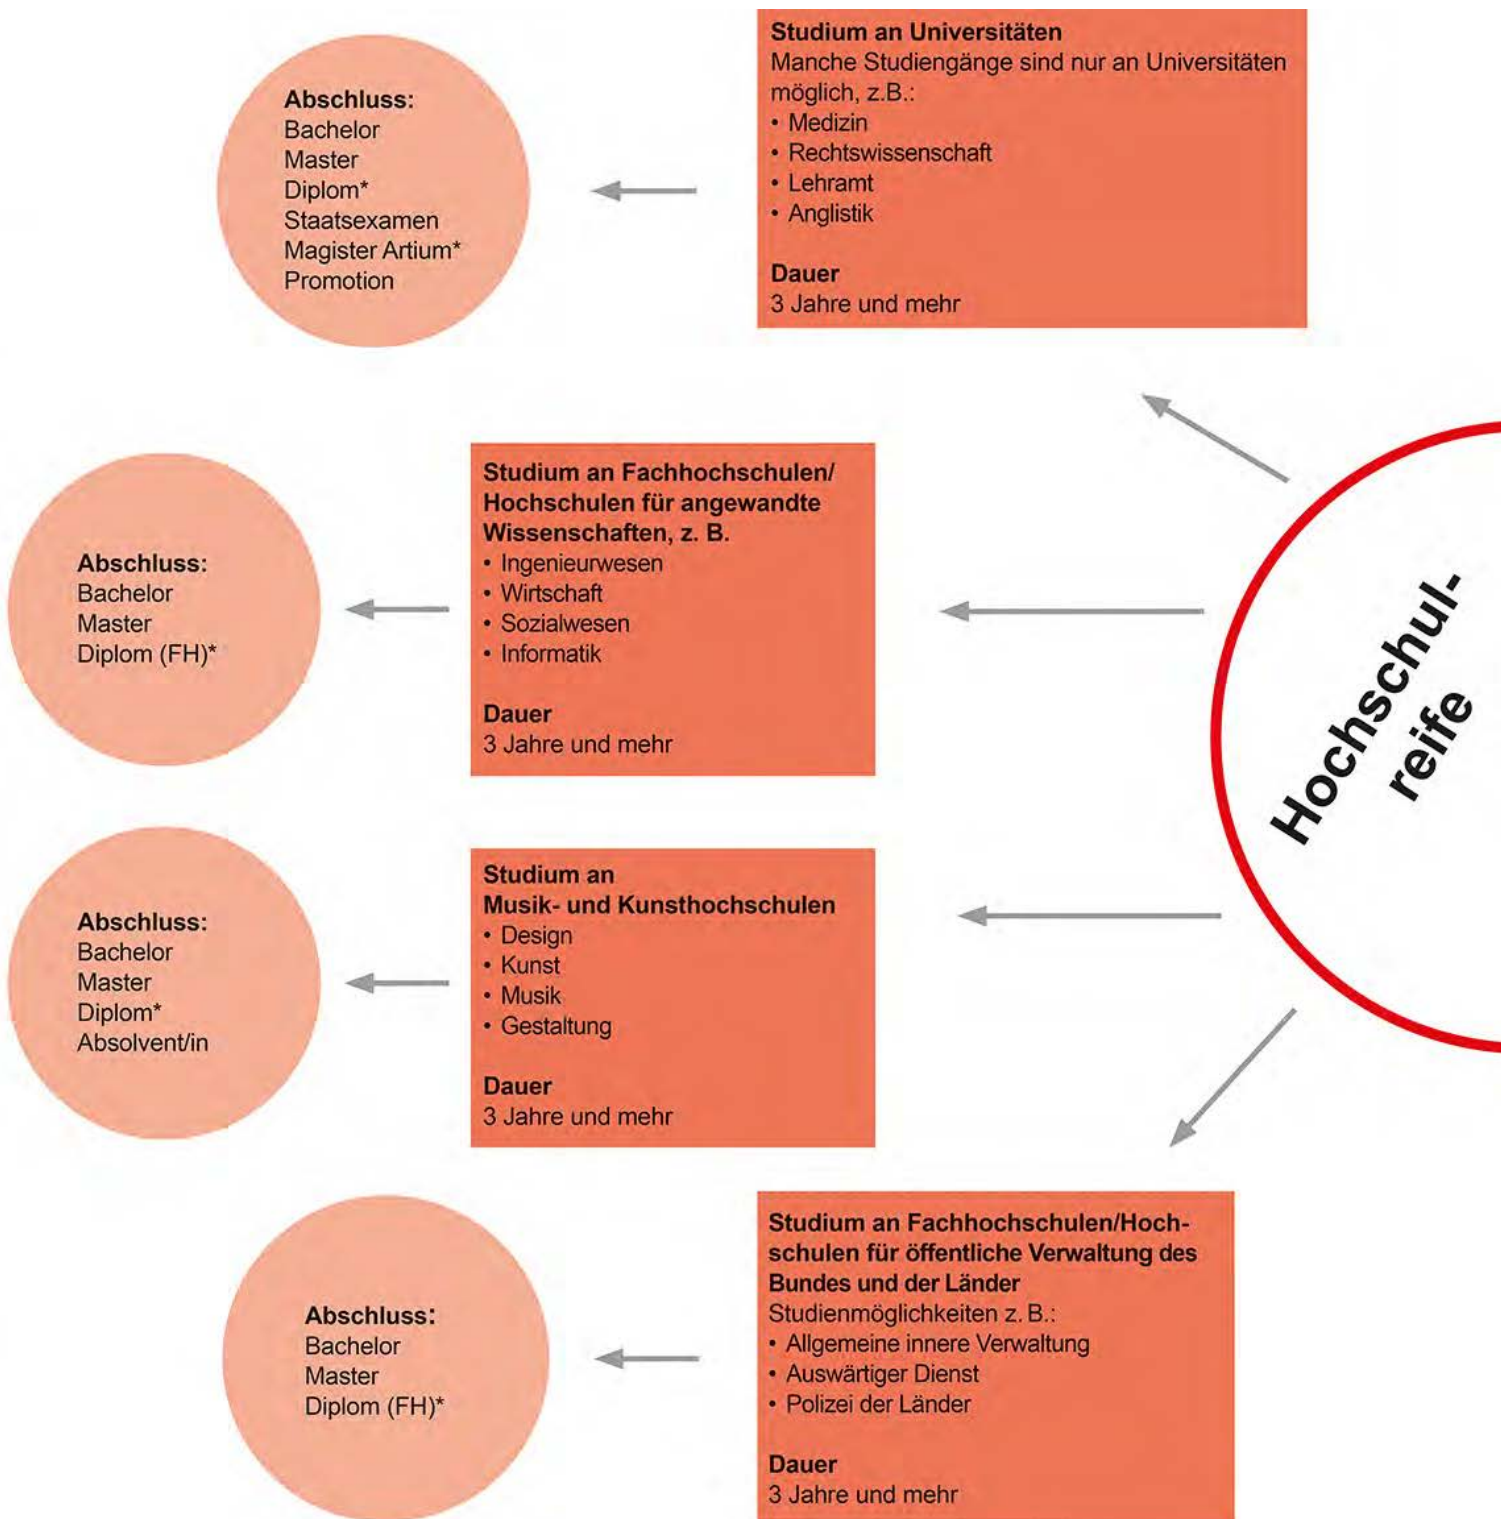 Studium an Universitäten
Manche Studiengänge sind nur an Universitäten
möglich, z.B.:
• Medizin
• Rechtswissenschaft
• Lehramt
• Anglistik
Dauer
3 Jahre und mehr
Abschluss:
Bachelor
Master
Diplom*
Staatsexamen
Magister Artium*
Promotion
Studium an Fachhochschulen/
Hochschulen für angewandte
Wissenschaften, z. B.
• Ingenieurwesen
• Wirtschaft
• Sozialwesen
• Informatik
Dauer
3 Jahre und mehr
Abschluss:
Bachelor
Master
Diplom (FH)*
Hochschul-
reife
Studium an
Musik- und Kunsthochschulen
• Design
• Kunst
• Musik
• Gestaltung
Dauer
3 Jahre und mehr
Abschluss:
Bachelor
Master
Diplom*
Absolvent/in
Studium an Fachhochschulen/Hoch-
schulen für öffentliche Verwaltung des
Bundes und der Länder
Studienmöglichkeiten z. B.:
• Allgemeine innere Verwaltung
• Auswärtiger Dienst
• Polizei der Länder
Dauer
3 Jahre und mehr
Abschluss:
Bachelor
Master
Diplom (FH)*